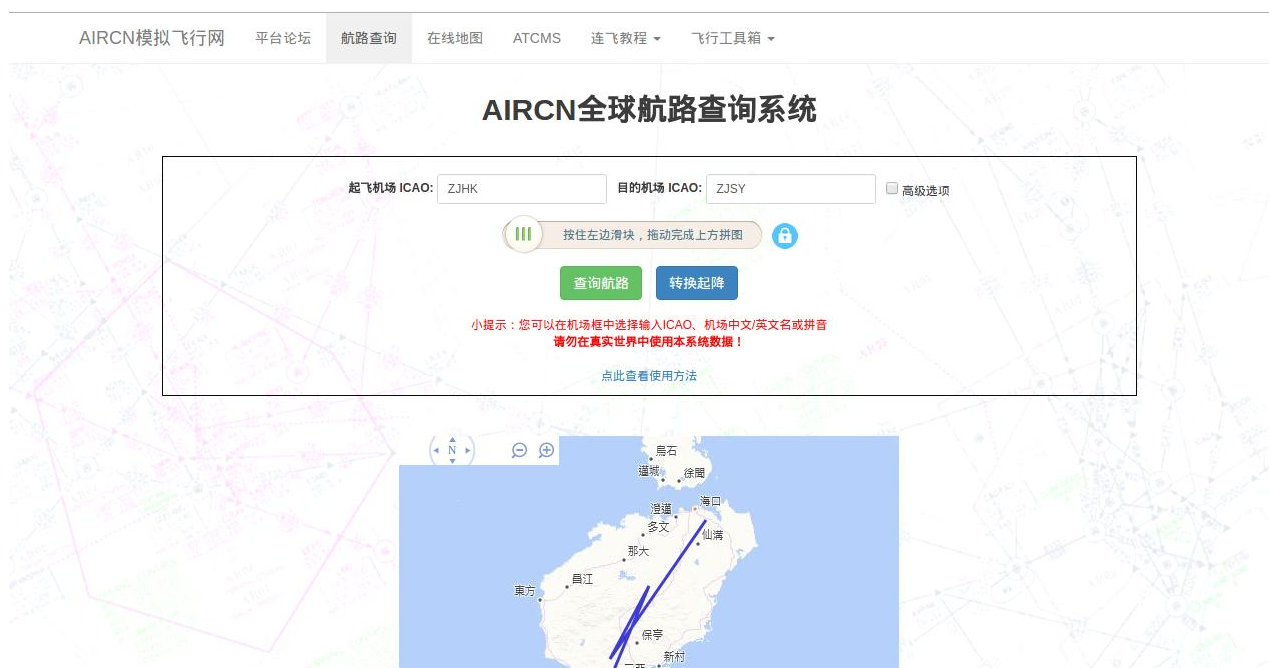 AIRCN模拟飞行网 平台论坛 航路查询 在线地图 ATCMS 连飞教程 飞行工具箱
AIRCN全球航路查询系统
起飞机场 ICAO: ZJHK 目的机场 ICAO: ZJSY 高级选项
按住左边滑块，拖动完成上方拼图
查询航路 转换起降
小提示：您可以在机场框中选择输入ICAO、机场中文/英文名或拼音
请勿在真实世界中使用本系统数据！
点此查看使用方法
N
烏石
邁城 徐聞
海口
澄邁
多文
仙溝
那大
昌江
東方
保亭
新村
三亞